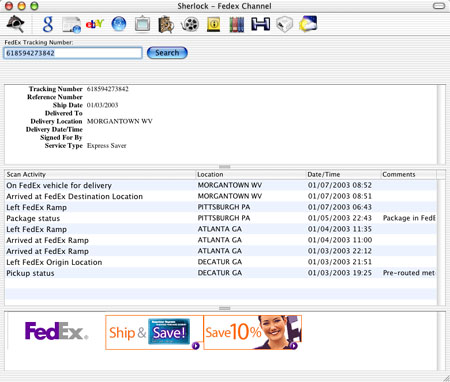 Sherlock - Fedex Channel
FedEx Tracking Number:
618594273842 Search
Tracking Number 618594273842
Reference Number
Ship Date 01/03/2003
Delivered To
Delivery Location MORGANTOWN WV
Delivery Date/Time
Signed For By
Service Type Express Saver
Scan Activity Location Date/Time Comments
On FedEx vehicle for delivery MORGANTOWN WV 01/07/2003 08:52
Arrived at FedEx Destination Location MORGANTOWN WV 01/07/2003 08:51
Left FedEx Ramp PITTSBURGH PA 01/07/2003 06:43
Package status PITTSBURGH PA 01/05/2003 22:43 Package in FedE
Left FedEx Ramp ATLANTA GA 01/04/2003 11:35
Arrived at FedEx Ramp ATLANTA GA 01/04/2003 11:00
Arrived at FedEx Ramp ATLANTA GA 01/03/2003 22:12
Left FedEx Origin Location DECATUR GA 01/03/2003 21:51
Pickup status DECATUR GA 01/03/2003 19:25 Pre-routed met
FedEx® Ship & Save! Save 10%